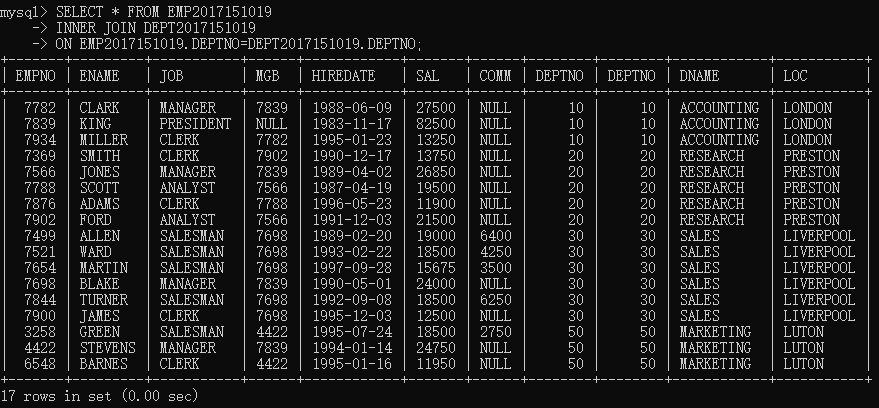 mysql> SELECT * FROM EMP2017151019
    -> INNER JOIN DEPT2017151019
    -> ON EMP2017151019.DEPTNO=DEPT2017151019.DEPTNO;
+-------+---------+-----------+------+------------+-------+------+--------+--------+------------+-----------+
| EMPNO | ENAME   | JOB       | MGB  | HIREDATE   | SAL   | COMM | DEPTNO | DEPTNO | DNAME      | LOC       |
+-------+---------+-----------+------+------------+-------+------+--------+--------+------------+-----------+
|  7782 | CLARK   | MANAGER   | 7839 | 1988-06-09 | 27500 | NULL |     10 |     10 | ACCOUNTING | LONDON    |
|  7839 | KING    | PRESIDENT | NULL | 1983-11-17 | 82500 | NULL |     10 |     10 | ACCOUNTING | LONDON    |
|  7934 | MILLER  | CLERK     | 7782 | 1995-01-23 | 13250 | NULL |     10 |     10 | ACCOUNTING | LONDON    |
|  7369 | SMITH   | CLERK     | 7902 | 1990-12-17 | 13750 | NULL |     20 |     20 | RESEARCH   | PRESTON   |
|  7566 | JONES   | MANAGER   | 7839 | 1989-04-02 | 26850 | NULL |     20 |     20 | RESEARCH   | PRESTON   |
|  7788 | SCOTT   | ANALYST   | 7566 | 1987-04-19 | 19500 | NULL |     20 |     20 | RESEARCH   | PRESTON   |
|  7876 | ADAMS   | CLERK     | 7788 | 1996-05-23 | 11900 | NULL |     20 |     20 | RESEARCH   | PRESTON   |
|  7902 | FORD    | ANALYST   | 7566 | 1991-12-03 | 21500 | NULL |     20 |     20 | RESEARCH   | PRESTON   |
|  7499 | ALLEN   | SALESMAN  | 7698 | 1989-02-20 | 19000 | 6400 |     30 |     30 | SALES      | LIVERPOOL |
|  7521 | WARD    | SALESMAN  | 7698 | 1993-02-22 | 18500 | 4250 |     30 |     30 | SALES      | LIVERPOOL |
|  7654 | MARTIN  | SALESMAN  | 7698 | 1997-09-28 | 15675 | 3500 |     30 |     30 | SALES      | LIVERPOOL |
|  7698 | BLAKE   | MANAGER   | 7839 | 1990-05-01 | 24000 | NULL |     30 |     30 | SALES      | LIVERPOOL |
|  7844 | TURNER  | SALESMAN  | 7698 | 1992-09-08 | 18500 | 6250 |     30 |     30 | SALES      | LIVERPOOL |
|  7900 | JAMES   | CLERK     | 7698 | 1995-12-03 | 12500 | NULL |     30 |     30 | SALES      | LIVERPOOL |
|  3258 | GREEN   | SALESMAN  | 4422 | 1995-07-24 | 18500 | 2750 |     50 |     50 | MARKETING  | LUTON     |
|  4422 | STEVENS | MANAGER   | 7839 | 1994-01-14 | 24750 | NULL |     50 |     50 | MARKETING  | LUTON     |
|  6548 | BARNES  | CLERK     | 4422 | 1995-01-16 | 11950 | NULL |     50 |     50 | MARKETING  | LUTON     |
+-------+---------+-----------+------+------------+-------+------+--------+--------+------------+-----------+
17 rows in set (0.00 sec)